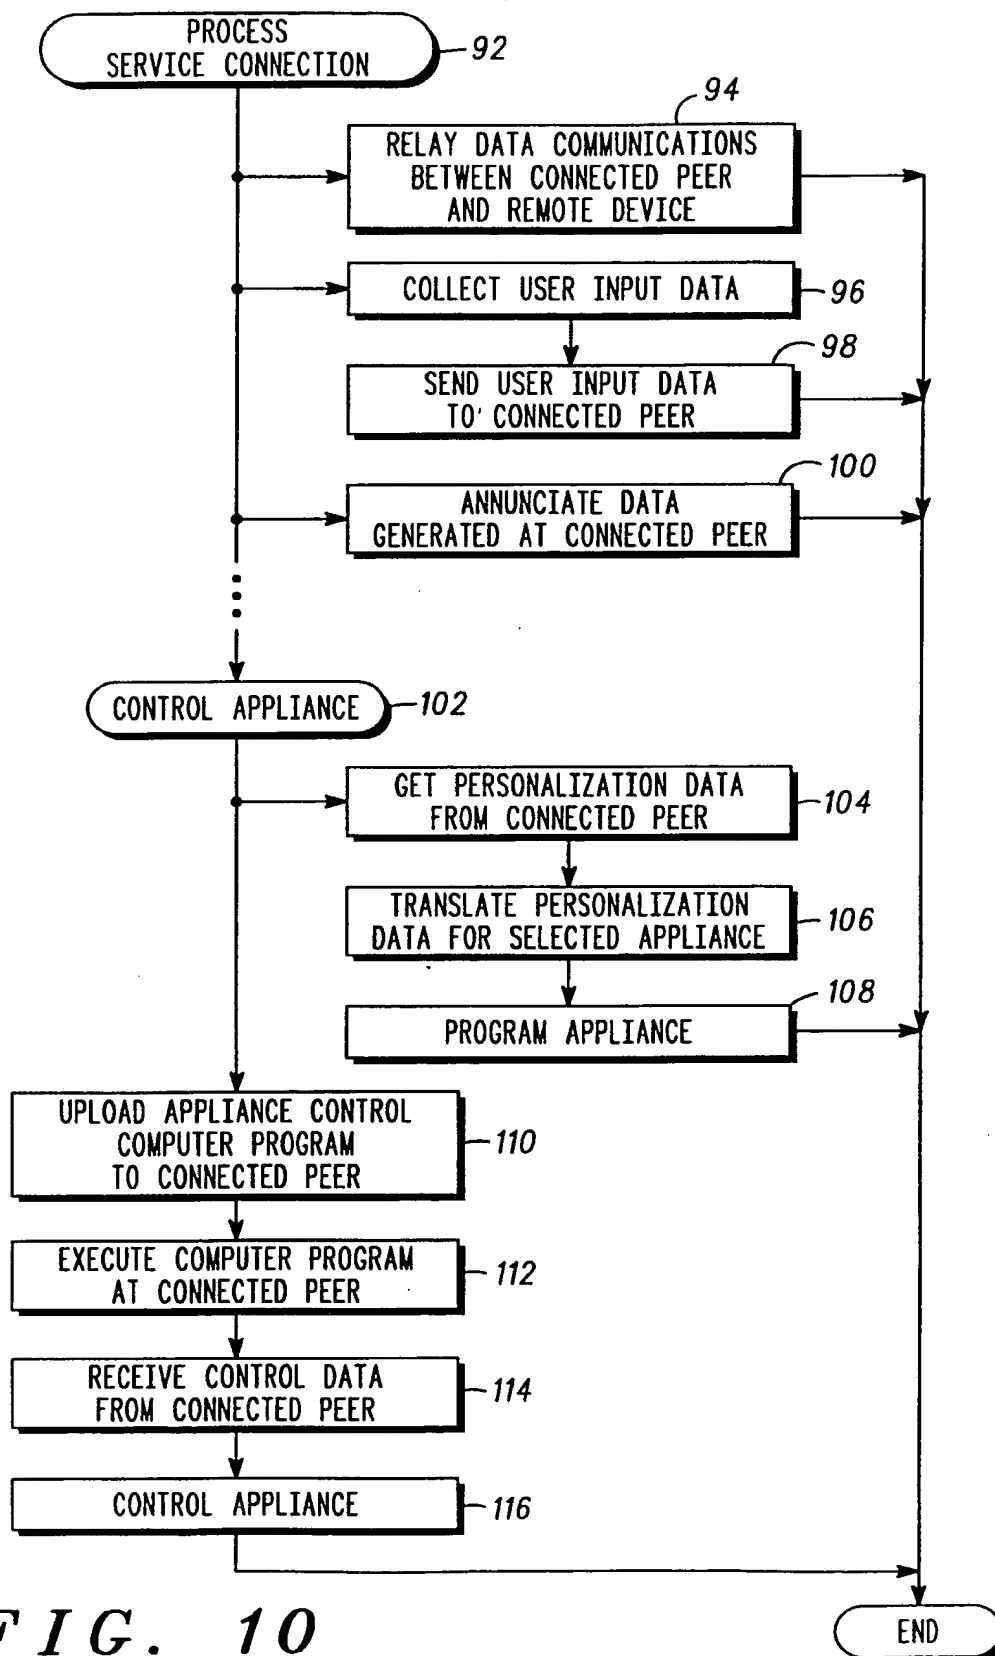 PROCESS
SERVICE CONNECTION
92
94
RELAY DATA COMMUNICATIONS
BETWEEN CONNECTED PEER
AND REMOTE DEVICE
COLLECT USER INPUT DATA
96
98
SEND USER INPUT DATA
TO CONNECTED PEER
100
ANNUNCIATE DATA
GENERATED AT CONNECTED PEER
CONTROL APPLIANCE
102
GET PERSONALIZATION DATA
FROM CONNECTED PEER
104
TRANSLATE PERSONALIZATION
DATA FOR SELECTED APPLIANCE
106
108
PROGRAM APPLIANCE
UPLOAD APPLIANCE CONTROL
COMPUTER PROGRAM
TO CONNECTED PEER
110
EXECUTE COMPUTER PROGRAM
AT CONNECTED PEER
112
RECEIVE CONTROL DATA
FROM CONNECTED PEER
114
CONTROL APPLIANCE
116
END
FIG. 10